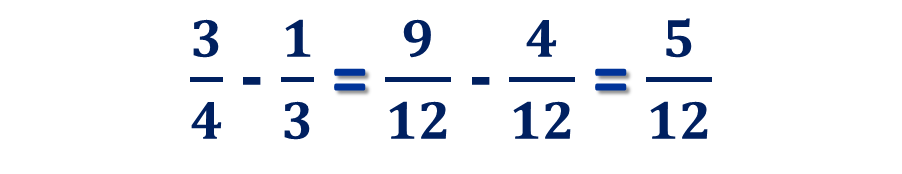 3/4 - 1/3 = 9/12 - 4/12 = 5/12